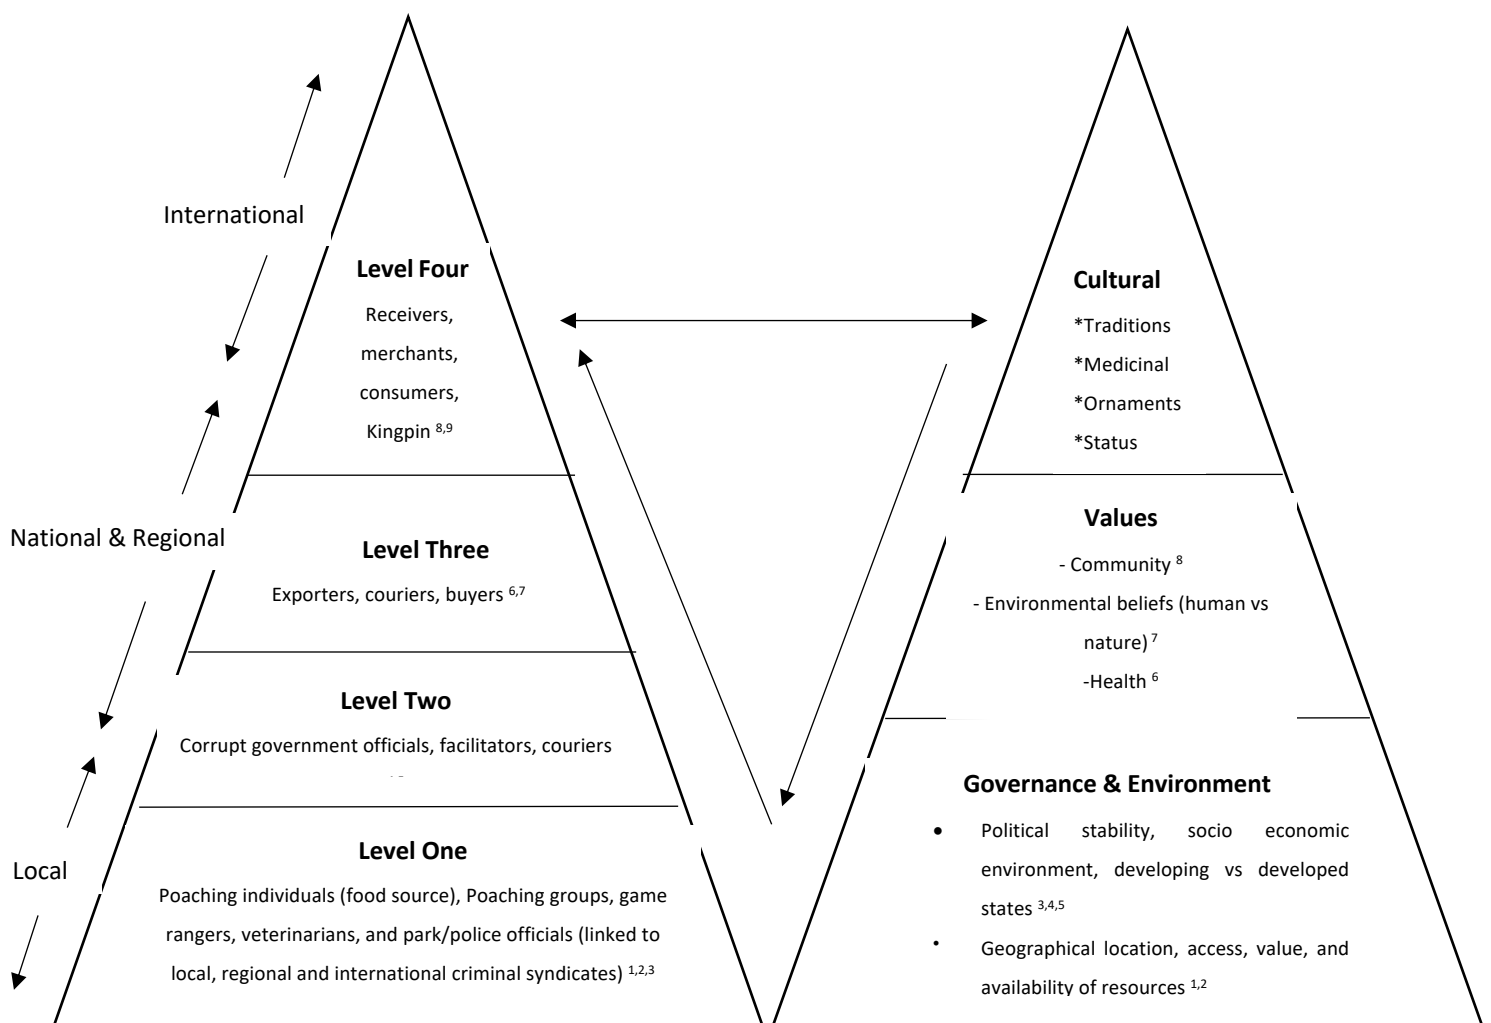 International
Level Four
Receivers,
merchants,
consumers,
Kingpin 8,9
National & Regional
Level Three
Exporters, couriers, buyers 6,7
Level Two
Corrupt government officials, facilitators, couriers
Local
Level One
Poaching individuals (food source), Poaching groups, game
rangers, veterinarians, and park/police officials (linked to
local, regional and international criminal syndicates) 1,2,3
Cultural
*Traditions
*Medicinal
*Ornaments
*Status
Values
- Community 8
- Environmental beliefs (human vs
nature) 7
-Health 6
Governance & Environment
• Political stability, socio economic
environment, developing vs developed
states 3,4,5
• Geographical location, access, value, and
availability of resources 1,2